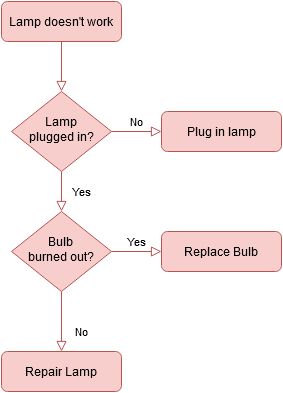 Lamp doesn't work
Lamp
plugged in?
No
Plug in lamp
Yes
Bulb
burned out?
Yes
Replace Bulb
No
Repair Lamp